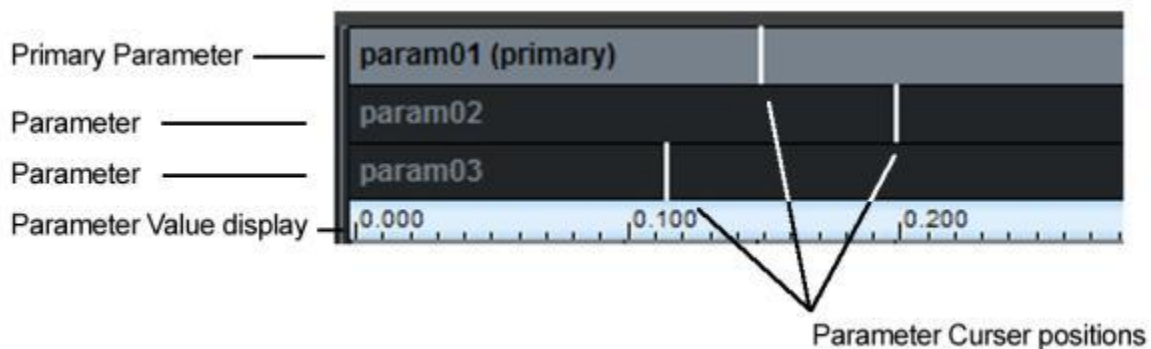 Primary Parameter
param01 (primary)
Parameter
param02
Parameter
param03
Parameter Value display
0.000
0.100
0.200
Parameter Curser positions